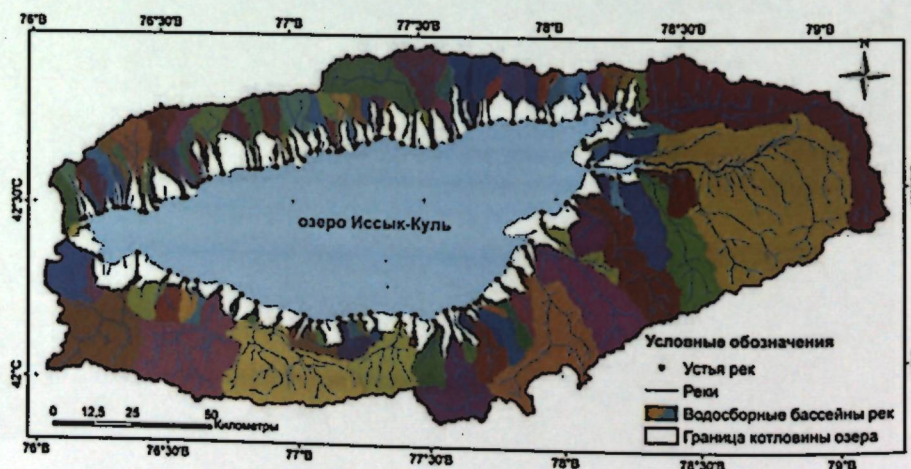 76°В 76°30'В 77°В 77°30'В 78°В 78°30'В 79°В
N
42°30'С
озеро Иссык-Куль
42°С
Условные обозначения
Устья рек
Реки
Водосборные бассейны рек
Граница котловины озера
0 12,5 25 50
Километры
76°В 76°30'В 77°В 77°30'В 78°В 78°30'В 79°В